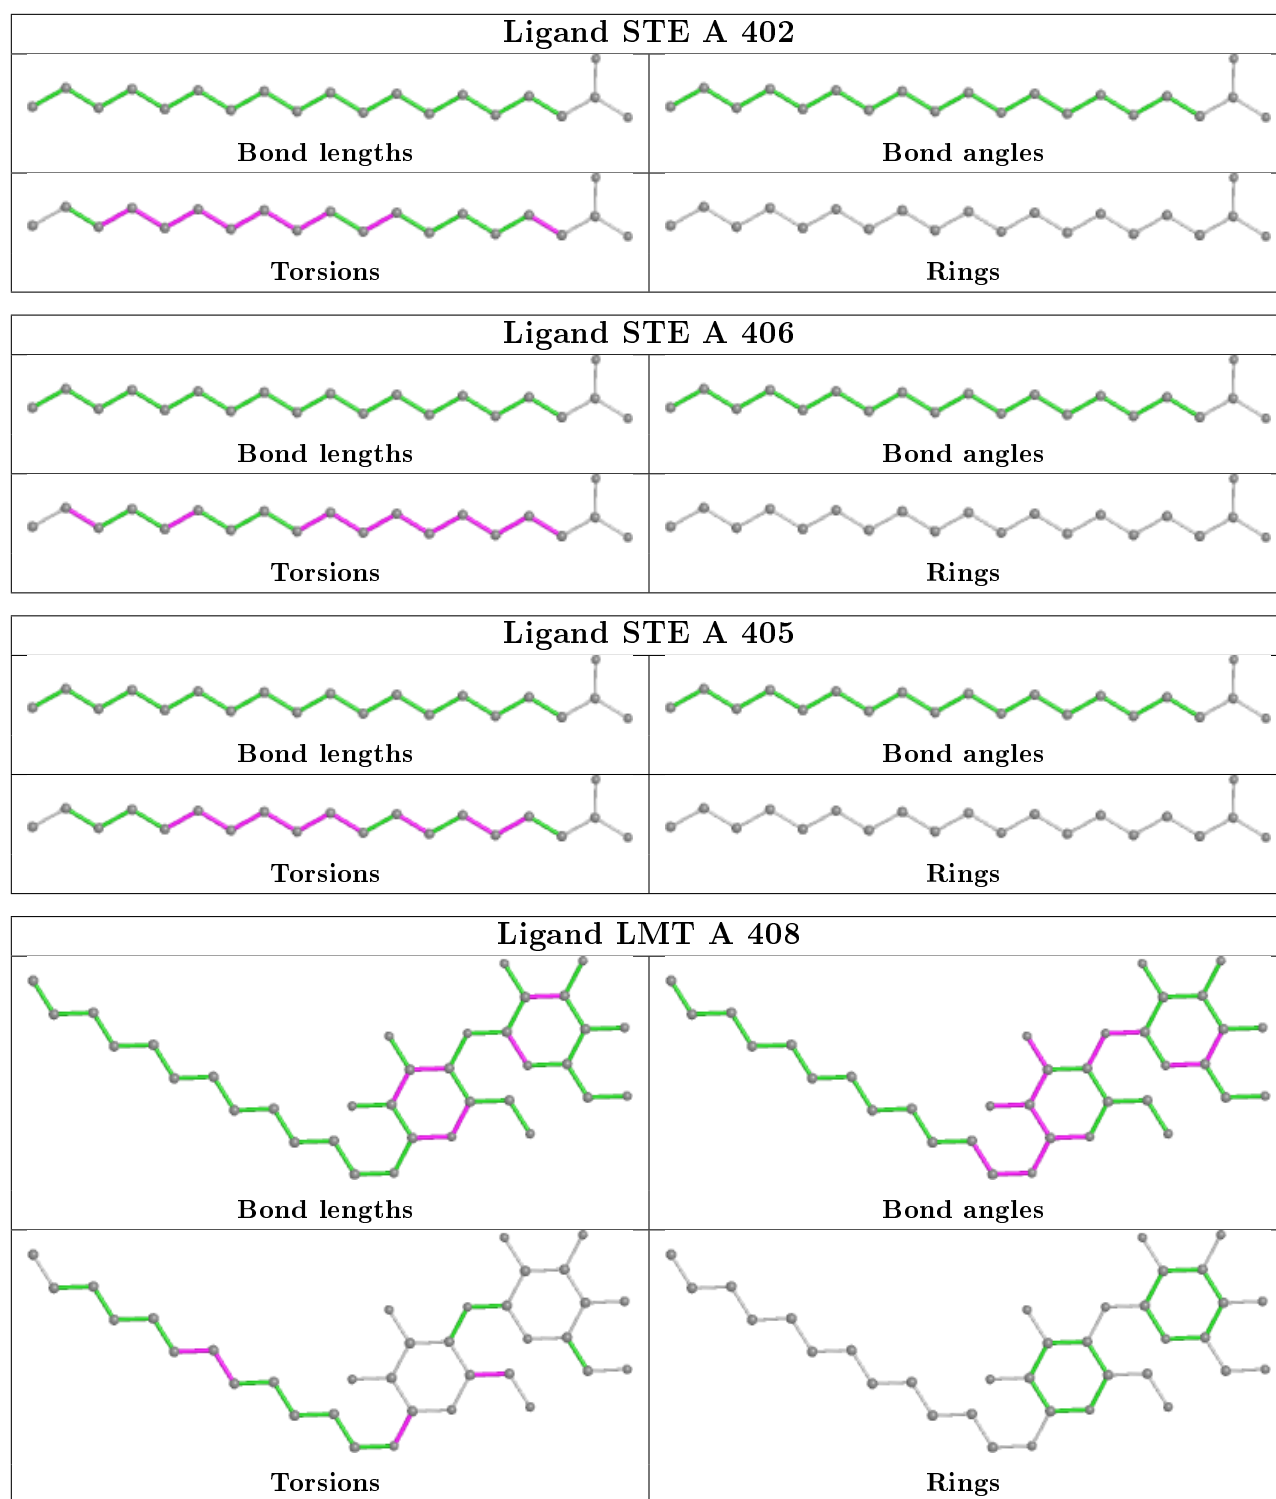 Ligand STE A 402
Bond lengths
Bond angles
Torsions
Rings
Ligand STE A 406
Bond lengths
Bond angles
Torsions
Rings
Ligand STE A 405
Bond lengths
Bond angles
Torsions
Rings
Ligand LMT A 408
Bond lengths
Bond angles
Torsions
Rings